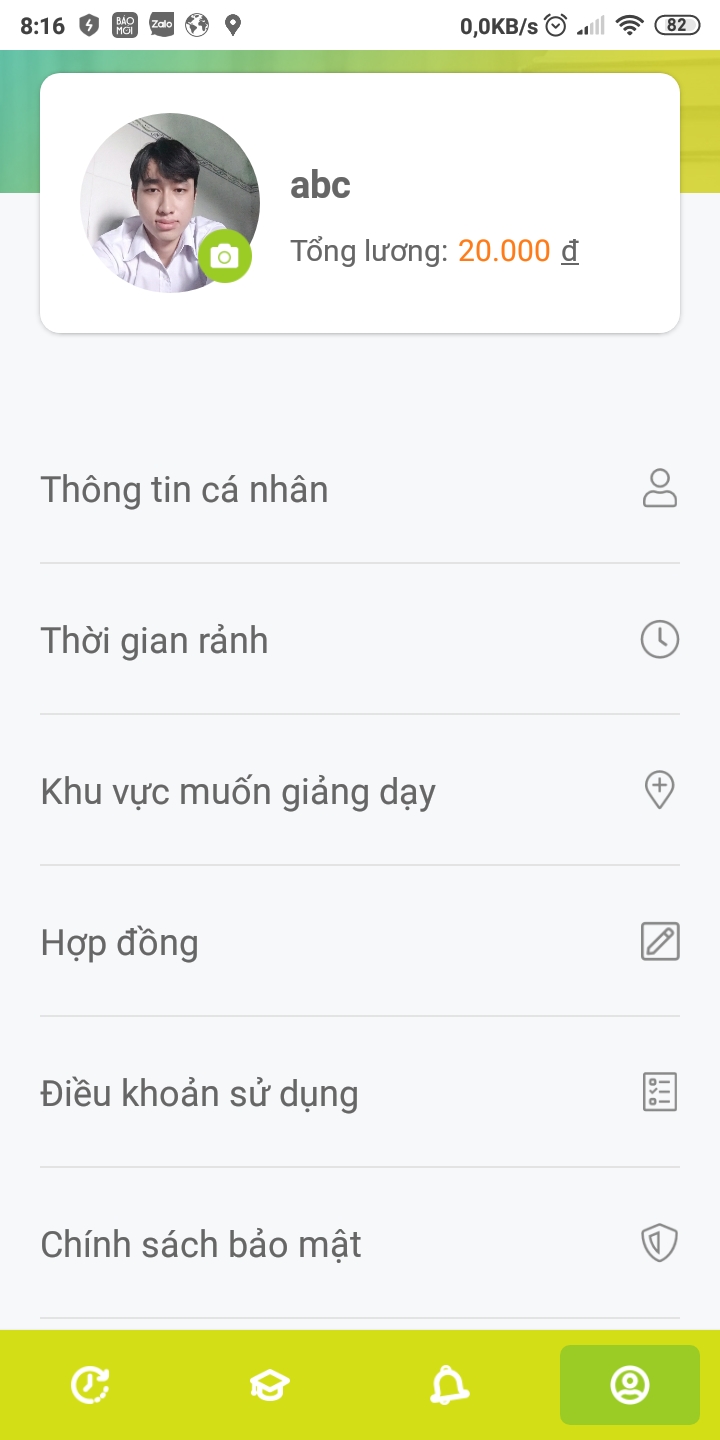 8:16 BÁO MỚI Zalo 0,0KB/s 82
abc
Tổng lương: 20.000 đ
Thông tin cá nhân
Thời gian rảnh
Khu vực muốn giảng dạy
Hợp đồng
Điều khoản sử dụng
Chính sách bảo mật